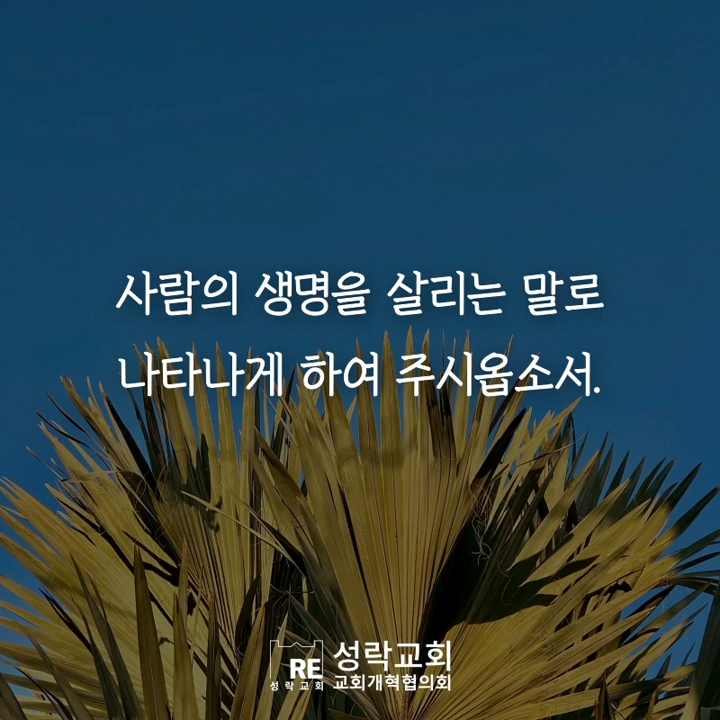 사람의 생명을 살리는 말로
나타나게 하여 주시옵소서.
RE
성락교회
성락교회
교회개혁협의회